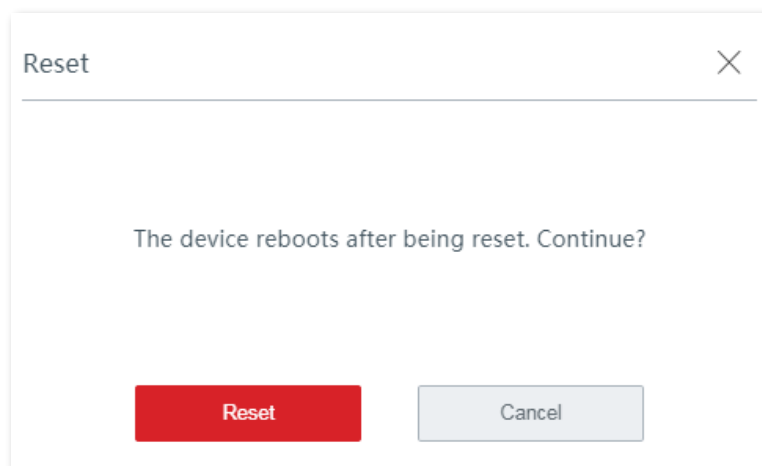 Reset
The device reboots after being reset. Continue?
Reset
Cancel